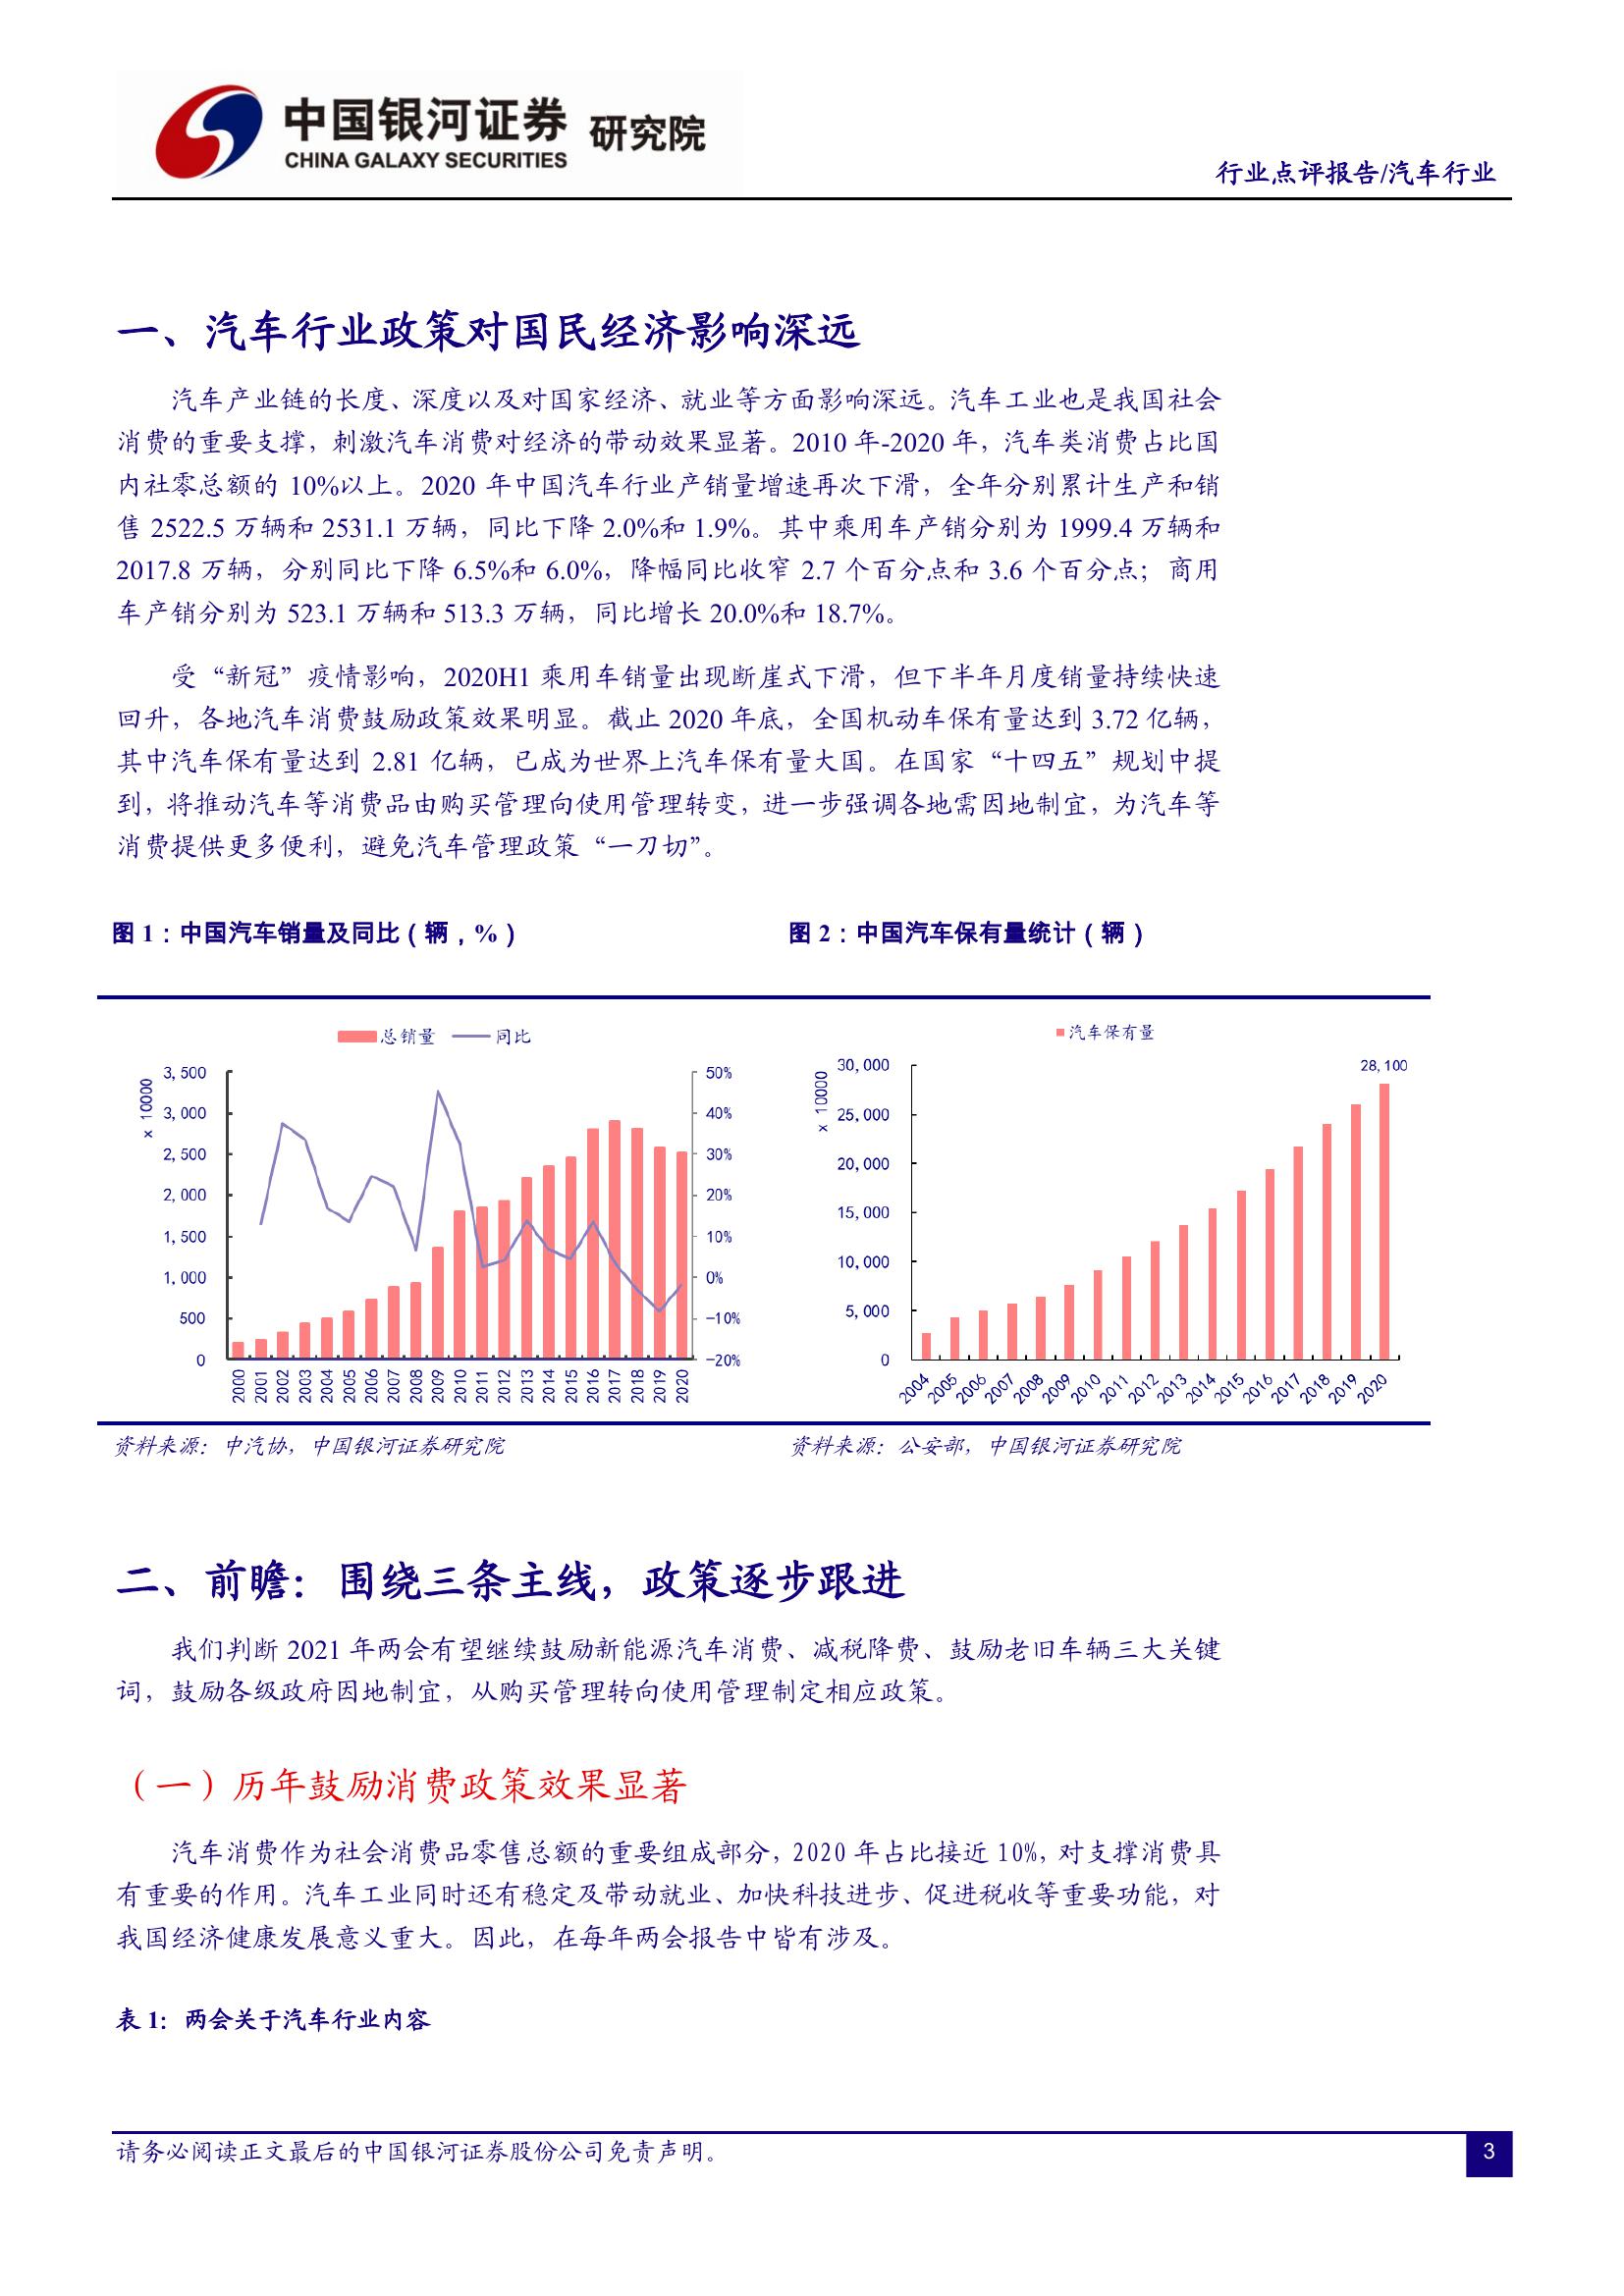 中国银河证券 研究院
CHINA GALAXY SECURITIES
行业点评报告/汽车行业
一、汽车行业政策对国民经济影响深远
汽车产业链的长度、深度以及对国家经济、就业等方面影响深远。汽车工业也是我国社会
消费的重要支撑，刺激汽车消费对经济的带动效果显著。2010 年-2020 年，汽车类消费占比国
内社零总额的 10%以上。2020 年中国汽车行业产销量增速再次下滑，全年分别累计生产和销
售 2522.5 万辆和 2531.1 万辆，同比下降 2.0%和 1.9%。其中乘用车产销分别为 1999.4 万辆和
2017.8 万辆，分别同比下降 6.5%和 6.0%，降幅同比收窄 2.7 个百分点和 3.6 个百分点；商用
车产销分别为 523.1 万辆和 513.3 万辆，同比增长 20.0%和 18.7%。
受“新冠”疫情影响，2020H1 乘用车销量出现断崖式下滑，但下半年月度销量持续快速
回升，各地汽车消费鼓励政策效果明显。截止 2020 年底，全国机动车保有量达到 3.72 亿辆，
其中汽车保有量达到 2.81 亿辆，已成为世界上汽车保有量大国。在国家“十四五”规划中提
到，将推动汽车等消费品由购买管理向使用管理转变，进一步强调各地需因地制宜，为汽车等
消费提供更多便利，避免汽车管理政策“一刀切”。
图 1：中国汽车销量及同比（辆，%）
总销量 同比
x 10000
3,500
3,000
2,500
2,000
1,500
1,000
500
0
50%
40%
30%
20%
10%
0%
-10%
-20%
2000 2001 2002 2003 2004 2005 2006 2007 2008 2009 2010 2011 2012 2013 2014 2015 2016 2017 2018 2019 2020
资料来源：中汽协，中国银河证券研究院
图 2：中国汽车保有量统计（辆）
汽车保有量
x 10000
30,000
25,000
20,000
15,000
10,000
5,000
0
28,100
2004 2005 2006 2007 2008 2009 2010 2011 2012 2013 2014 2015 2016 2017 2018 2019 2020
资料来源：公安部，中国银河证券研究院
二、前瞻：围绕三条主线，政策逐步跟进
我们判断 2021 年两会有望继续鼓励新能源汽车消费、减税降费、鼓励老旧车辆三大关键
词，鼓励各级政府因地制宜，从购买管理转向使用管理制定相应政策。
（一）历年鼓励消费政策效果显著
汽车消费作为社会消费品零售总额的重要组成部分，2020 年占比接近 10%，对支撑消费具
有重要的作用。汽车工业同时还有稳定及带动就业、加快科技进步、促进税收等重要功能，对
我国经济健康发展意义重大。因此，在每年两会报告中皆有涉及。
表 1：两会关于汽车行业内容
请务必阅读正文最后的中国银河证券股份公司免责声明。
3